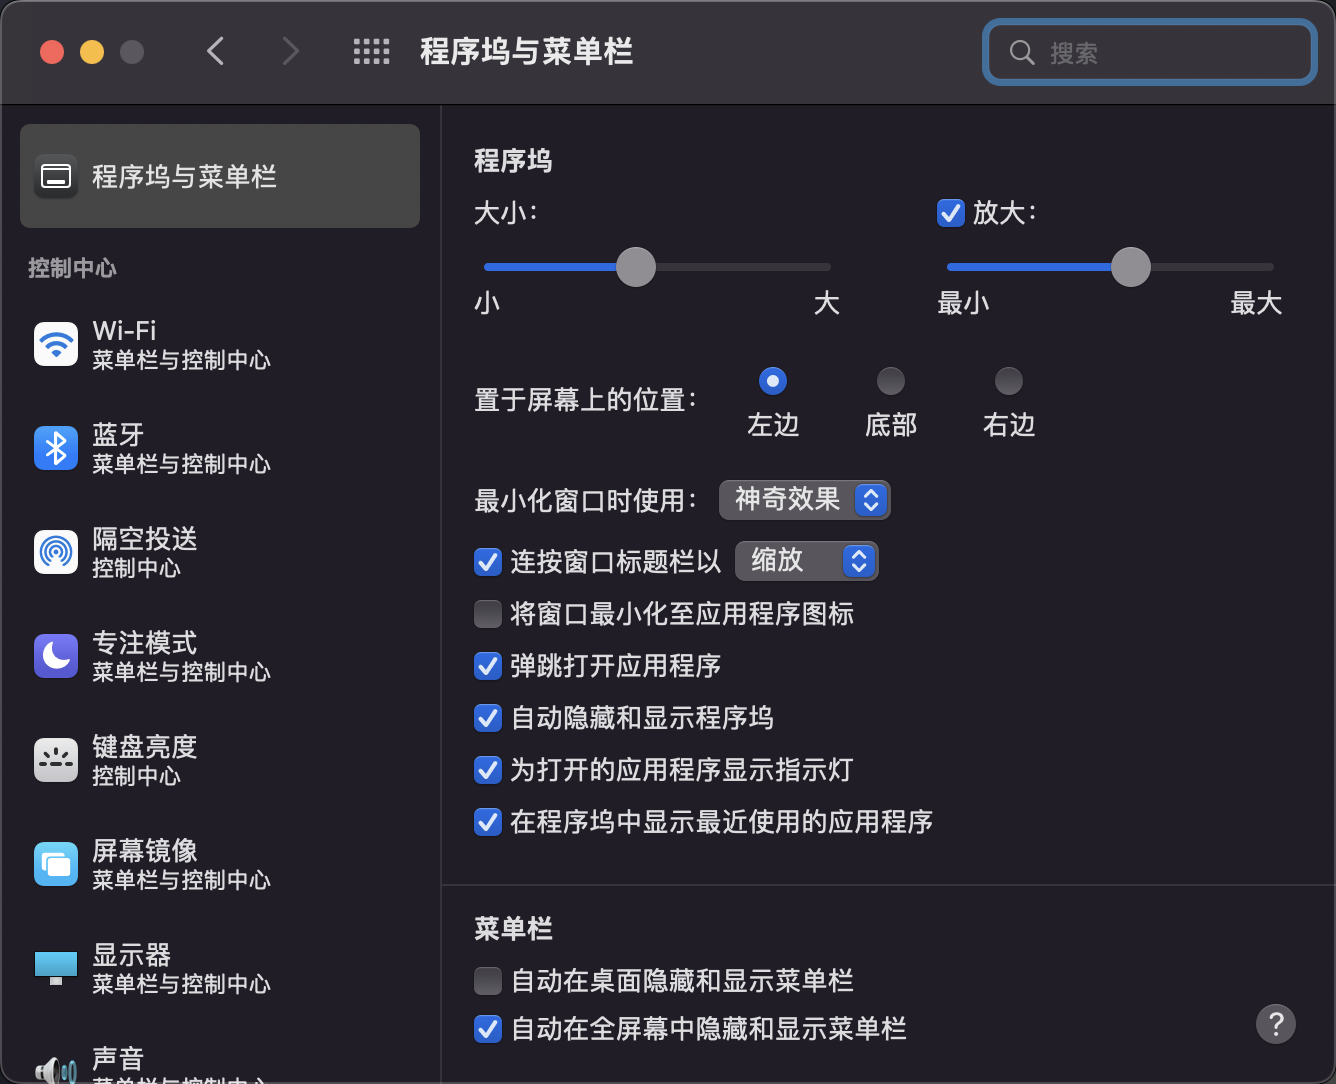 程序坞与菜单栏
搜索
程序坞与菜单栏
控制中心
Wi-Fi
菜单栏与控制中心
蓝牙
菜单栏与控制中心
隔空投送
控制中心
专注模式
菜单栏与控制中心
键盘亮度
控制中心
屏幕镜像
菜单栏与控制中心
显示器
菜单栏与控制中心
声音
菜单栏与控制中心
程序坞
大小：
放大：
小
大
最小
最大
置于屏幕上的位置：
左边
底部
右边
最小化窗口时使用： 神奇效果
连按窗口标题栏以 缩放
将窗口最小化至应用程序图标
弹跳打开应用程序
自动隐藏和显示程序坞
为打开的应用程序显示指示灯
在程序坞中显示最近使用的应用程序
菜单栏
自动在桌面隐藏和显示菜单栏
自动在全屏幕中隐藏和显示菜单栏
?